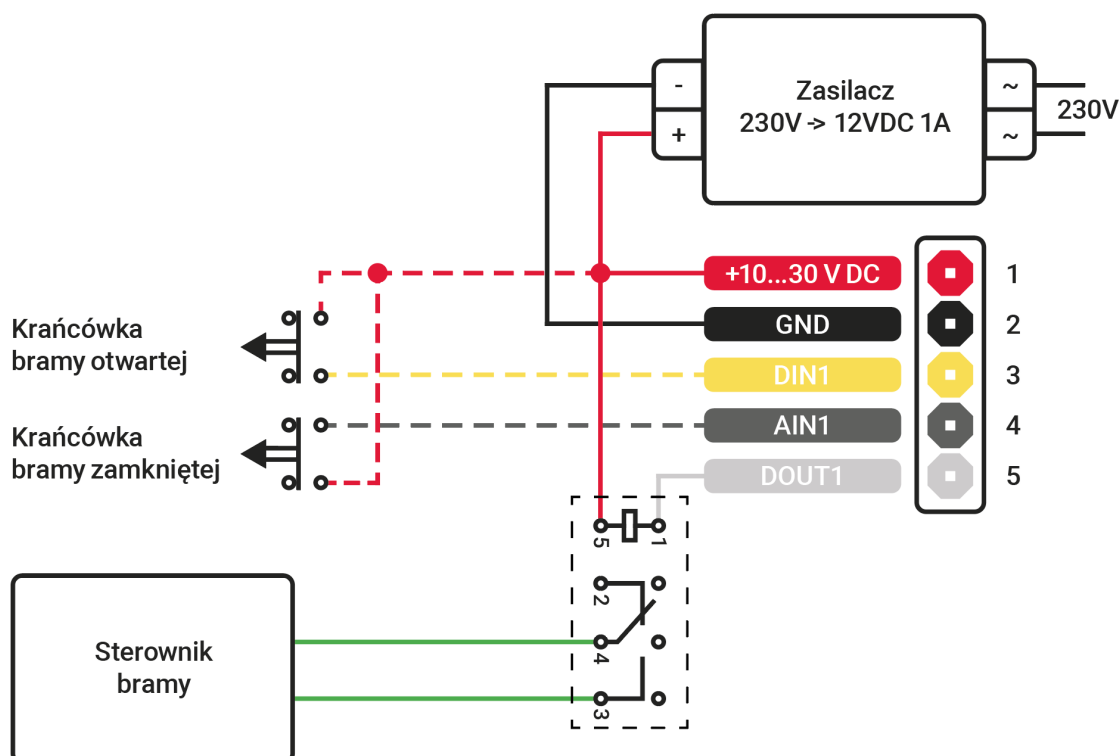 Zasilacz
230V -> 12VDC 1A
-
+
~
~
230V
+10...30 V DC
1
GND
2
DIN1
3
AIN1
4
DOUT1
5
Krańcówka
bramy otwartej
Krańcówka
bramy zamkniętej
5
1
2
4
3
Sterownik
bramy